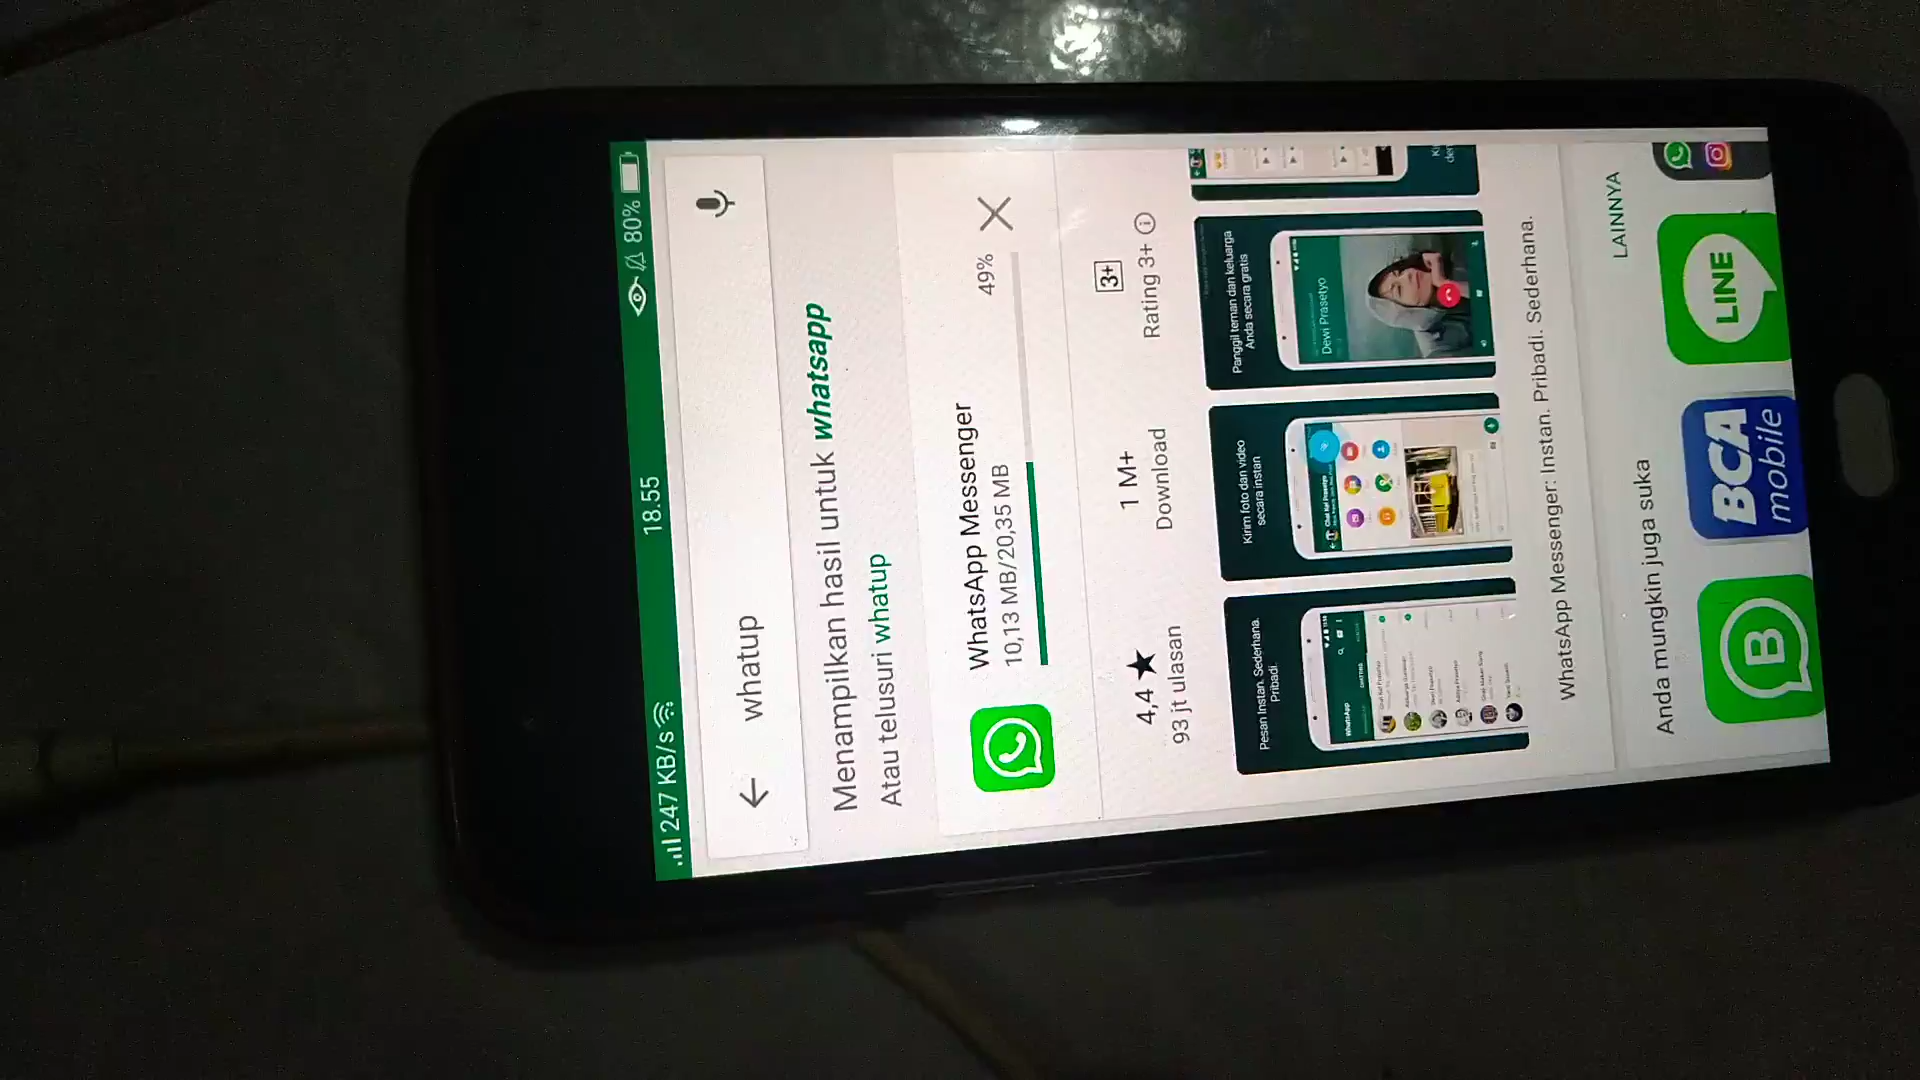 247 KB/s 18.55 80%
whatup
Menampilkan hasil untuk whatsapp
Atau telusuri whatup
WhatsApp Messenger
10,13 MB/20,35 MB 49%
4,4 ★
93 jt ulasan
1 M+
Download
3+
Rating 3+
Pesan Instan. Sederhana.
Pribadi.
WhatsApp
Kirim foto dan video
secara instan
Panggil teman dan keluarga
Anda secara gratis
Dewi Prasetyo
WhatsApp Messenger: Instan. Pribadi. Sederhana.
Anda mungkin juga suka
LAINNYA
B
BCA
mobile
LINE